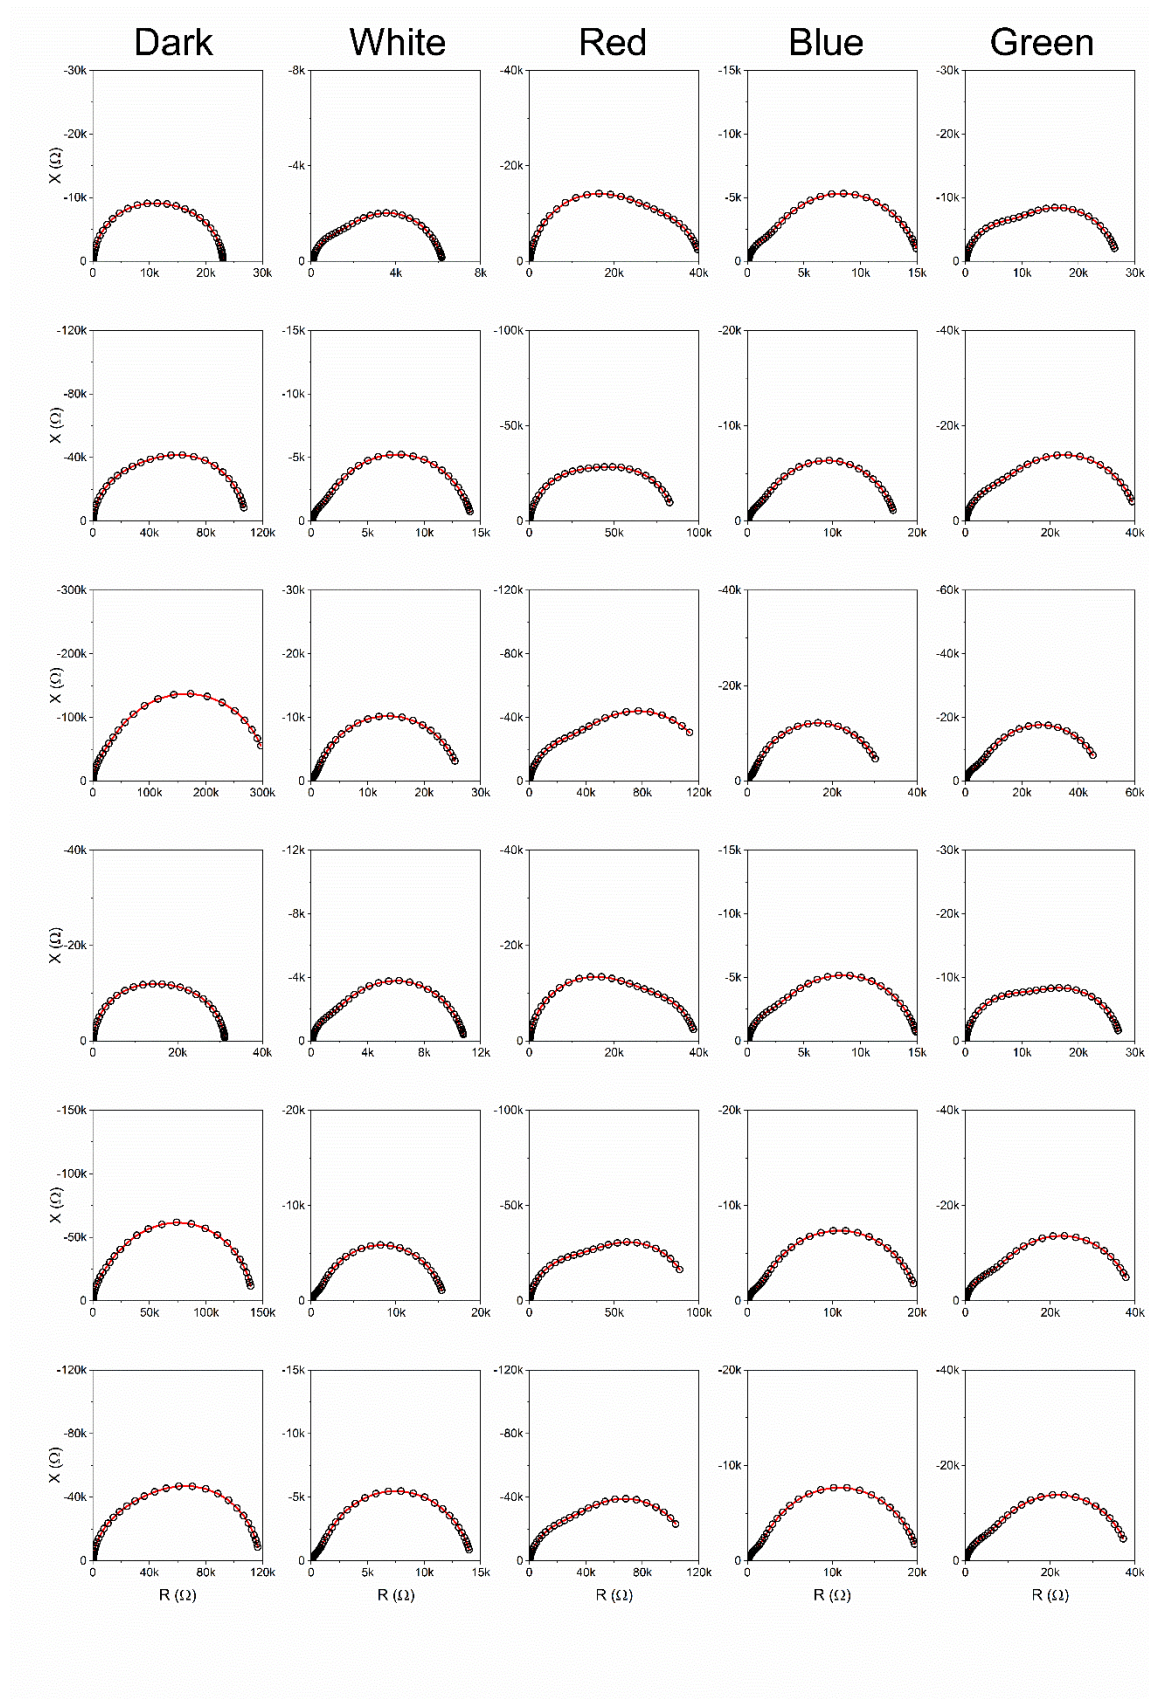 Dark White Red Blue Green
-30k -8k -40k -15k -30k
-20k -10k -20k
X (Ω) -4k -20k
-10k -5k -10k
0 0 0 0 0
0 10k 20k 30k 0 4k 8k 0 20k 40k 0 5k 10k 15k 0 10k 20k 30k
-120k -15k -100k -20k -40k
-80k -10k
X (Ω) -50k -10k -20k
-40k -5k
0 0 0 0 0
0 40k 80k 120k 0 5k 10k 15k 0 50k 100k 0 10k 20k 0 20k 40k
-300k -30k -120k -40k -60k
-200k -20k -80k -40k
X (Ω) -20k
-100k -10k -40k -20k
0 0 0 0 0
0 100k 200k 300k 0 10k 20k 30k 0 40k 80k 120k 0 20k 40k 0 20k 40k 60k
-40k -12k -40k -15k -30k
-8k -10k -20k
X (Ω) -20k -20k
-4k -5k -10k
0 0 0 0 0
0 20k 40k 0 4k 8k 12k 0 20k 40k 0 5k 10k 15k 0 10k 20k 30k
-150k -20k -100k -20k -40k
-100k
X (Ω) -10k -50k -10k -20k
-50k
0 0 0 0 0
0 50k 100k 150k 0 10k 20k 0 50k 100k 0 10k 20k 0 20k 40k
-120k -15k -120k -20k -40k
-80k -10k -80k
X (Ω) -10k -20k
-40k -5k -40k
0 0 0 0 0
0 40k 80k 120k 0 5k 10k 15k 0 40k 80k 120k 0 10k 20k 0 20k 40k
R (Ω) R (Ω) R (Ω) R (Ω) R (Ω)